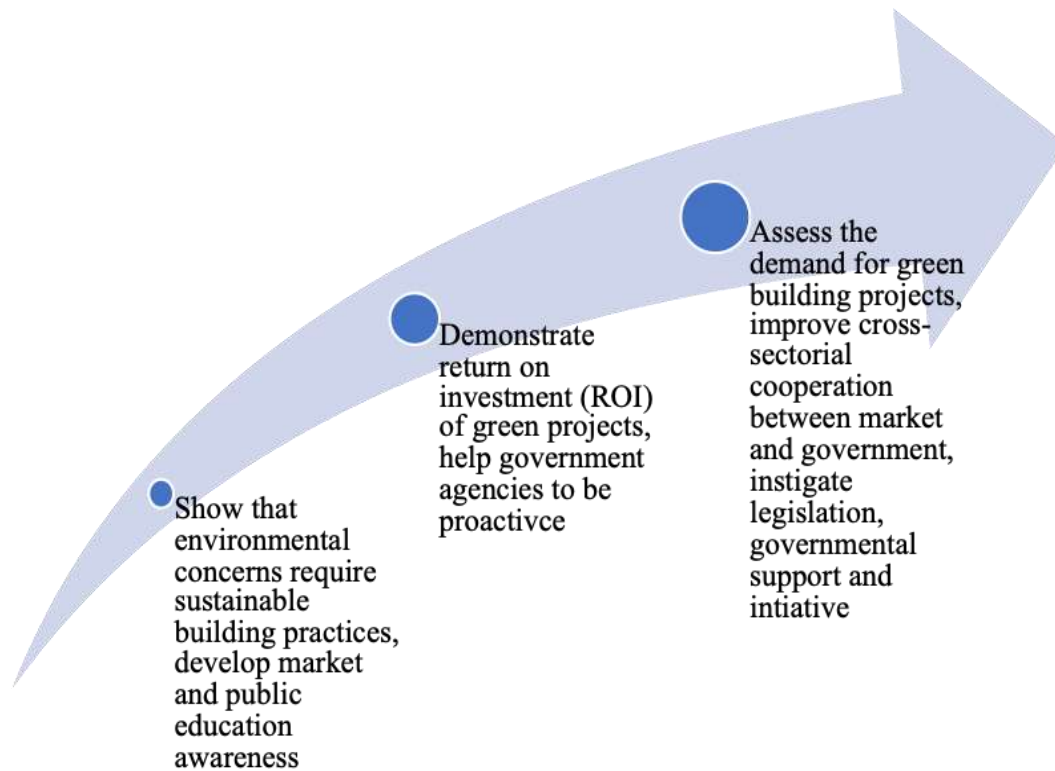 Show that
environmental
concerns require
sustainable
building practices,
develop market
and public
education
awareness
Demonstrate
return on
investment (ROI)
of green projects,
help government
agencies to be
proactivce
Assess the
demand for green
building projects,
improve cross-
sectorial
cooperation
between market
and government,
instigate
legislation,
governmental
support and
intiative